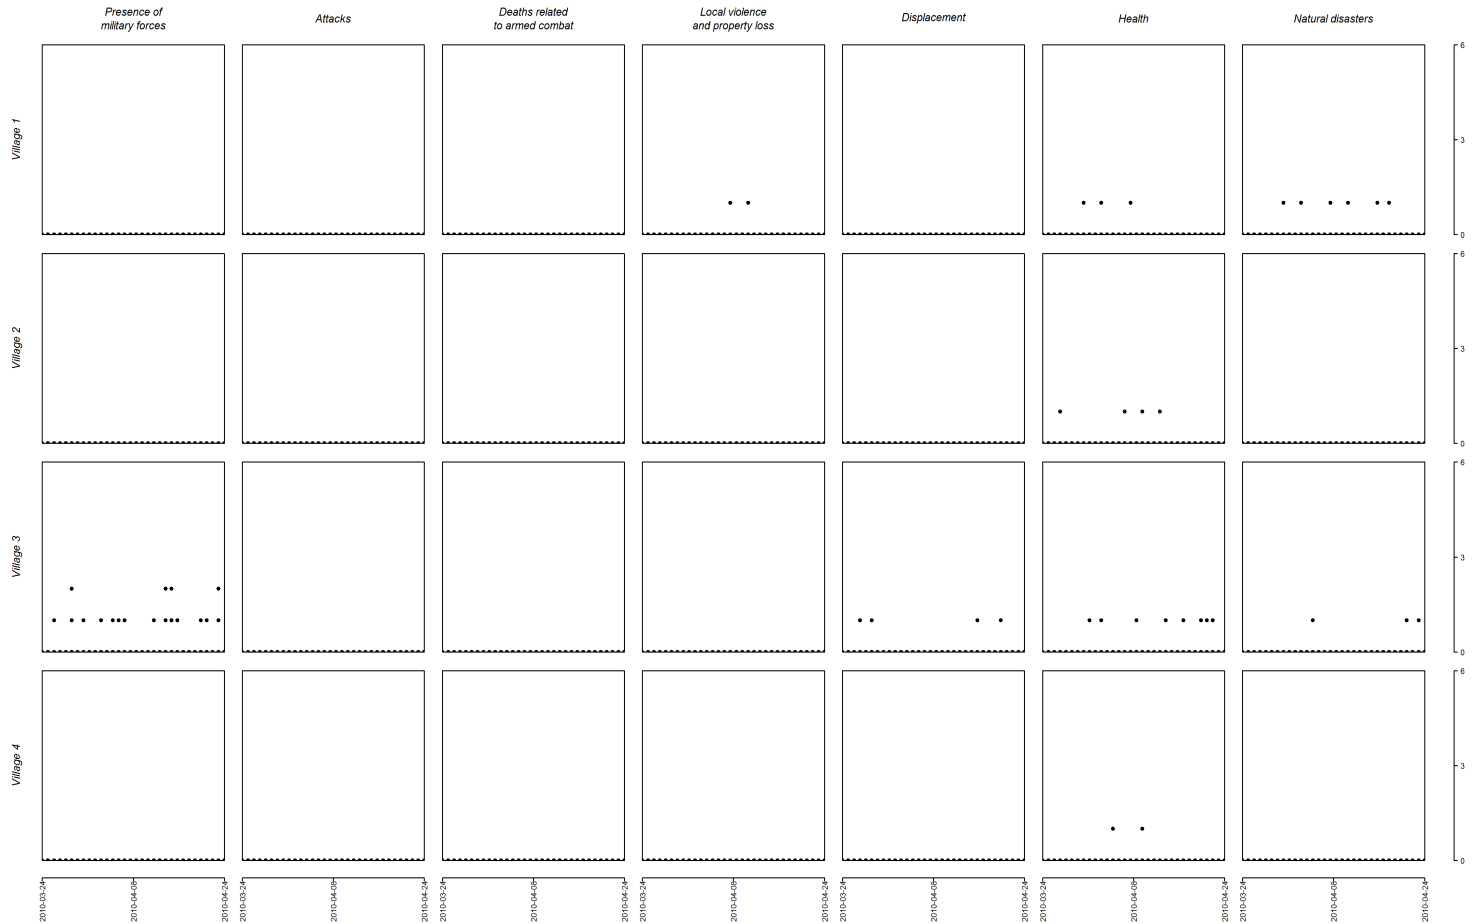 Presence of
military forces
Attacks
Deaths related
to armed combat
Local violence
and property loss
Displacement
Health
Natural disasters
Village 1
6
3
0
Village 2
6
3
0
Village 3
6
3
0
Village 4
6
3
0
2010-03-24
2010-04-08
2010-04-24
2010-03-24
2010-04-08
2010-04-24
2010-03-24
2010-04-08
2010-04-24
2010-03-24
2010-04-08
2010-04-24
2010-03-24
2010-04-08
2010-04-24
2010-03-24
2010-04-08
2010-04-24
2010-03-24
2010-04-08
2010-04-24